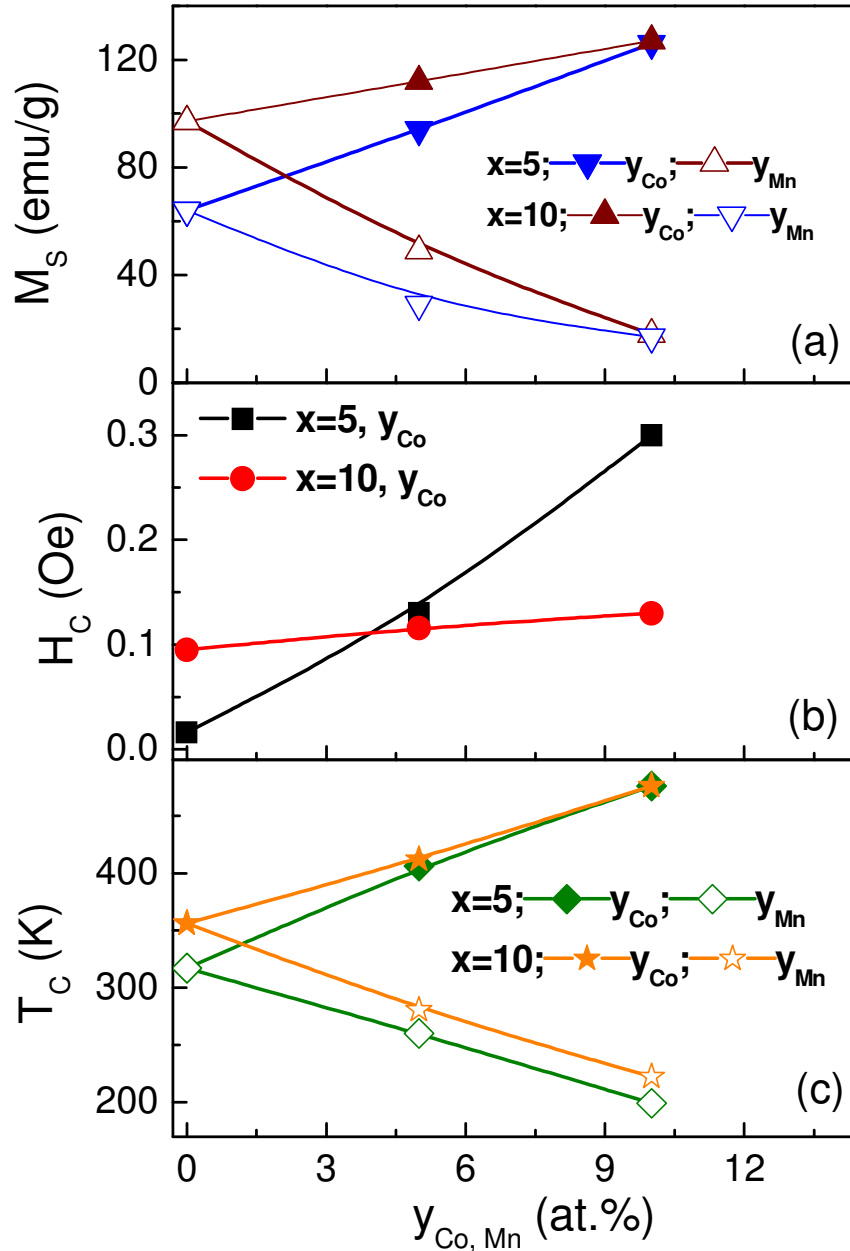 120
80
40
0
M_S (emu/g)
x=5; y_Co; y_Mn
x=10; y_Co; y_Mn
(a)
0.3
0.2
0.1
0.0
H_C (Oe)
x=5, y_Co
x=10, y_Co
(b)
400
300
200
T_C (K)
x=5; y_Co; y_Mn
x=10; y_Co; y_Mn
(c)
0 3 6 9 12
y_Co, Mn (at.%)